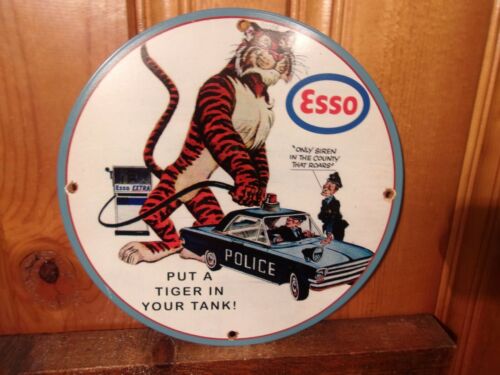 Esso
"ONLY SIREN
IN THE COUNTY
THAT ROARS!"
Esso EXTRA
POLICE
PUT A
TIGER IN
YOUR TANK!